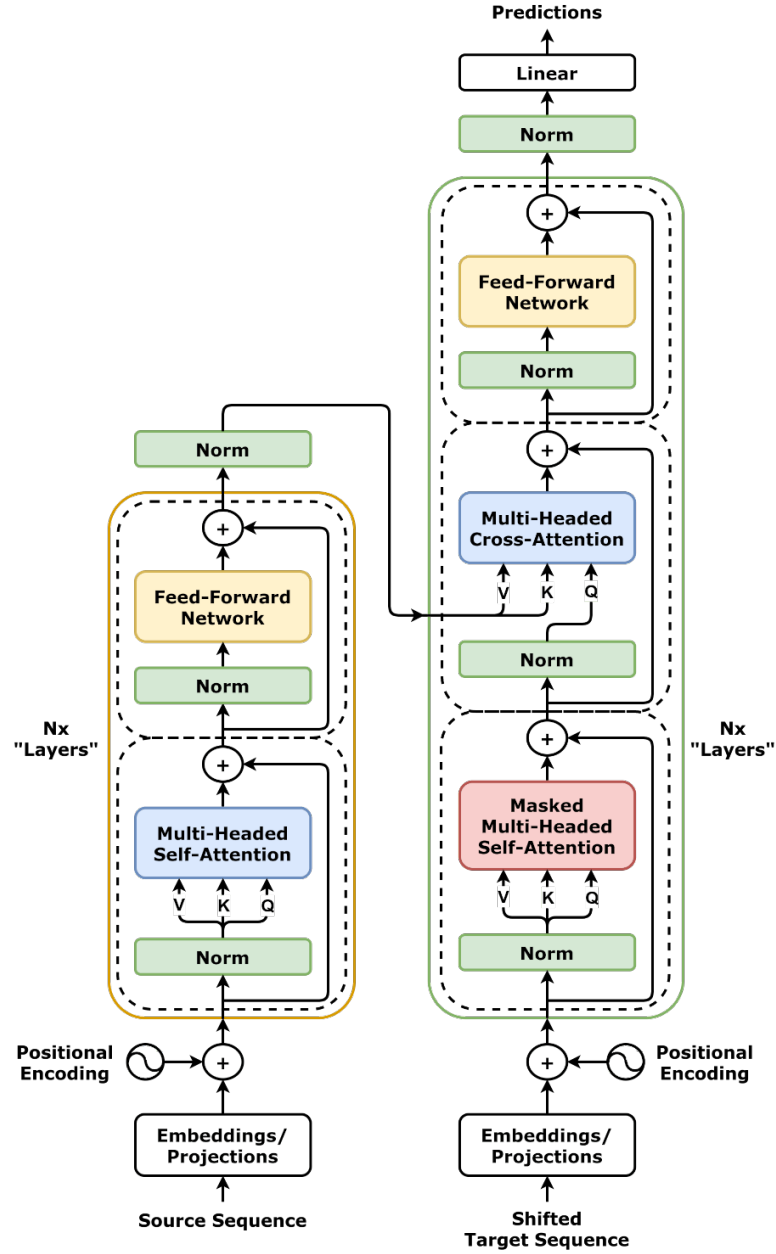 Predictions
Linear
Norm
Feed-Forward
Network
Norm
Multi-Headed
Cross-Attention
V K Q
Norm
Masked
Multi-Headed
Self-Attention
V K Q
Norm
Nx
"Layers"
Positional
Encoding
Embeddings/
Projections
Shifted
Target Sequence
Norm
Feed-Forward
Network
Norm
Nx
"Layers"
Multi-Headed
Self-Attention
V K Q
Norm
Positional
Encoding
Embeddings/
Projections
Source Sequence